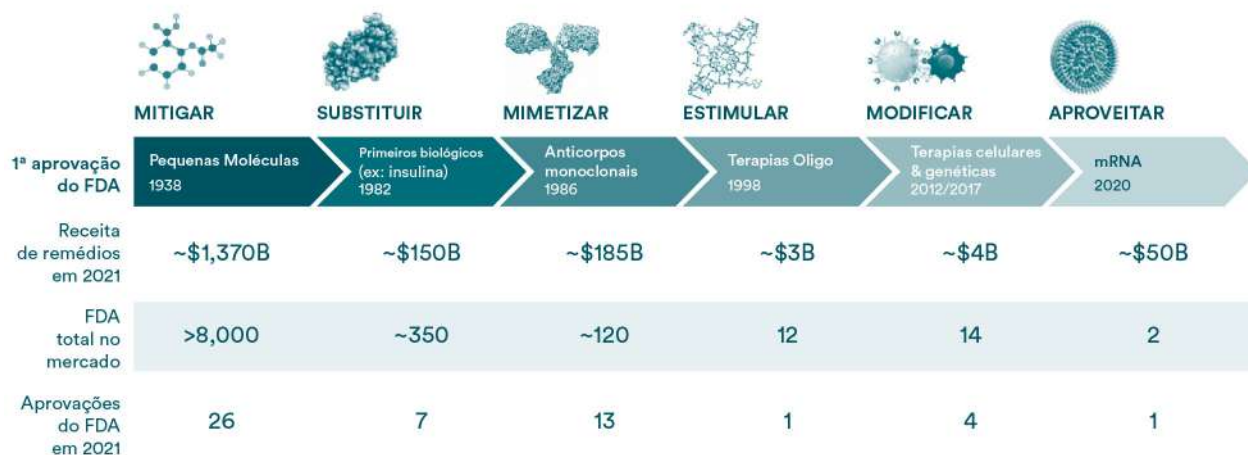 MITIGAR
SUBSTITUIR
MIMETIZAR
ESTIMULAR
MODIFICAR
APROVEITAR
1ª aprovação
do FDA
Pequenas Moléculas
1938
Primeiros biológicos
(ex: insulina)
1982
Anticorpos
monoclonais
1986
Terapias Oligo
1998
Terapias celulares
& genéticas
2012/2017
mRNA
2020
Receita
de remédios
em 2021
~$1,370B
~$150B
~$185B
~$3B
~$4B
~$50B
FDA
total no
mercado
>8,000
~350
~120
12
14
2
Aprovações
do FDA
em 2021
26
7
13
1
4
1